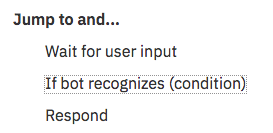 Jump to and...
Wait for user input
If bot recognizes (condition)
Respond